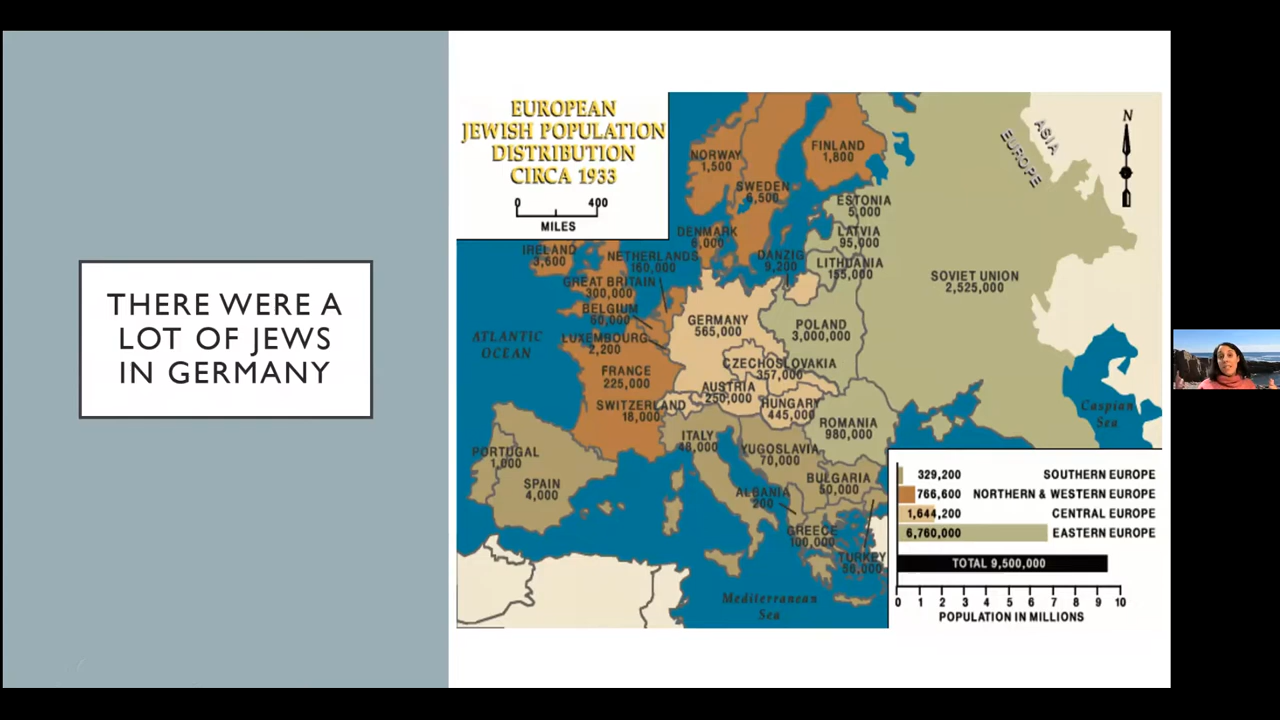 THERE WERE A
LOT OF JEWS
IN GERMANY
EUROPEAN
JEWISH POPULATION
DISTRIBUTION
CIRCA 1933
0 400
MILES
N
ASIA
EUROPE
NORWAY
1,500
SWEDEN
6,500
FINLAND
1,800
ESTONIA
5,000
LATVIA
95,000
LITHUANIA
155,000
DENMARK
6,000
DANZIG
9,200
IRELAND
3,600
NETHERLANDS
160,000
GREAT BRITAIN
300,000
BELGIUM
60,000
LUXEMBOURG
2,200
GERMANY
565,000
POLAND
3,000,000
SOVIET UNION
2,525,000
ATLANTIC
OCEAN
FRANCE
225,000
CZECHOSLOVAKIA
357,000
AUSTRIA
250,000
SWITZERLAND
18,000
HUNGARY
445,000
ROMANIA
980,000
Caspian
Sea
PORTUGAL
1,000
SPAIN
4,000
ITALY
48,000
YUGOSLAVIA
70,000
BULGARIA
50,000
ALBANIA
200
GREECE
100,000
TURKEY
56,000
Mediterranean
Sea
329,200 SOUTHERN EUROPE
766,600 NORTHERN & WESTERN EUROPE
1,644,200 CENTRAL EUROPE
6,760,000 EASTERN EUROPE
TOTAL 9,500,000
0 1 2 3 4 5 6 7 8 9 10
POPULATION IN MILLIONS